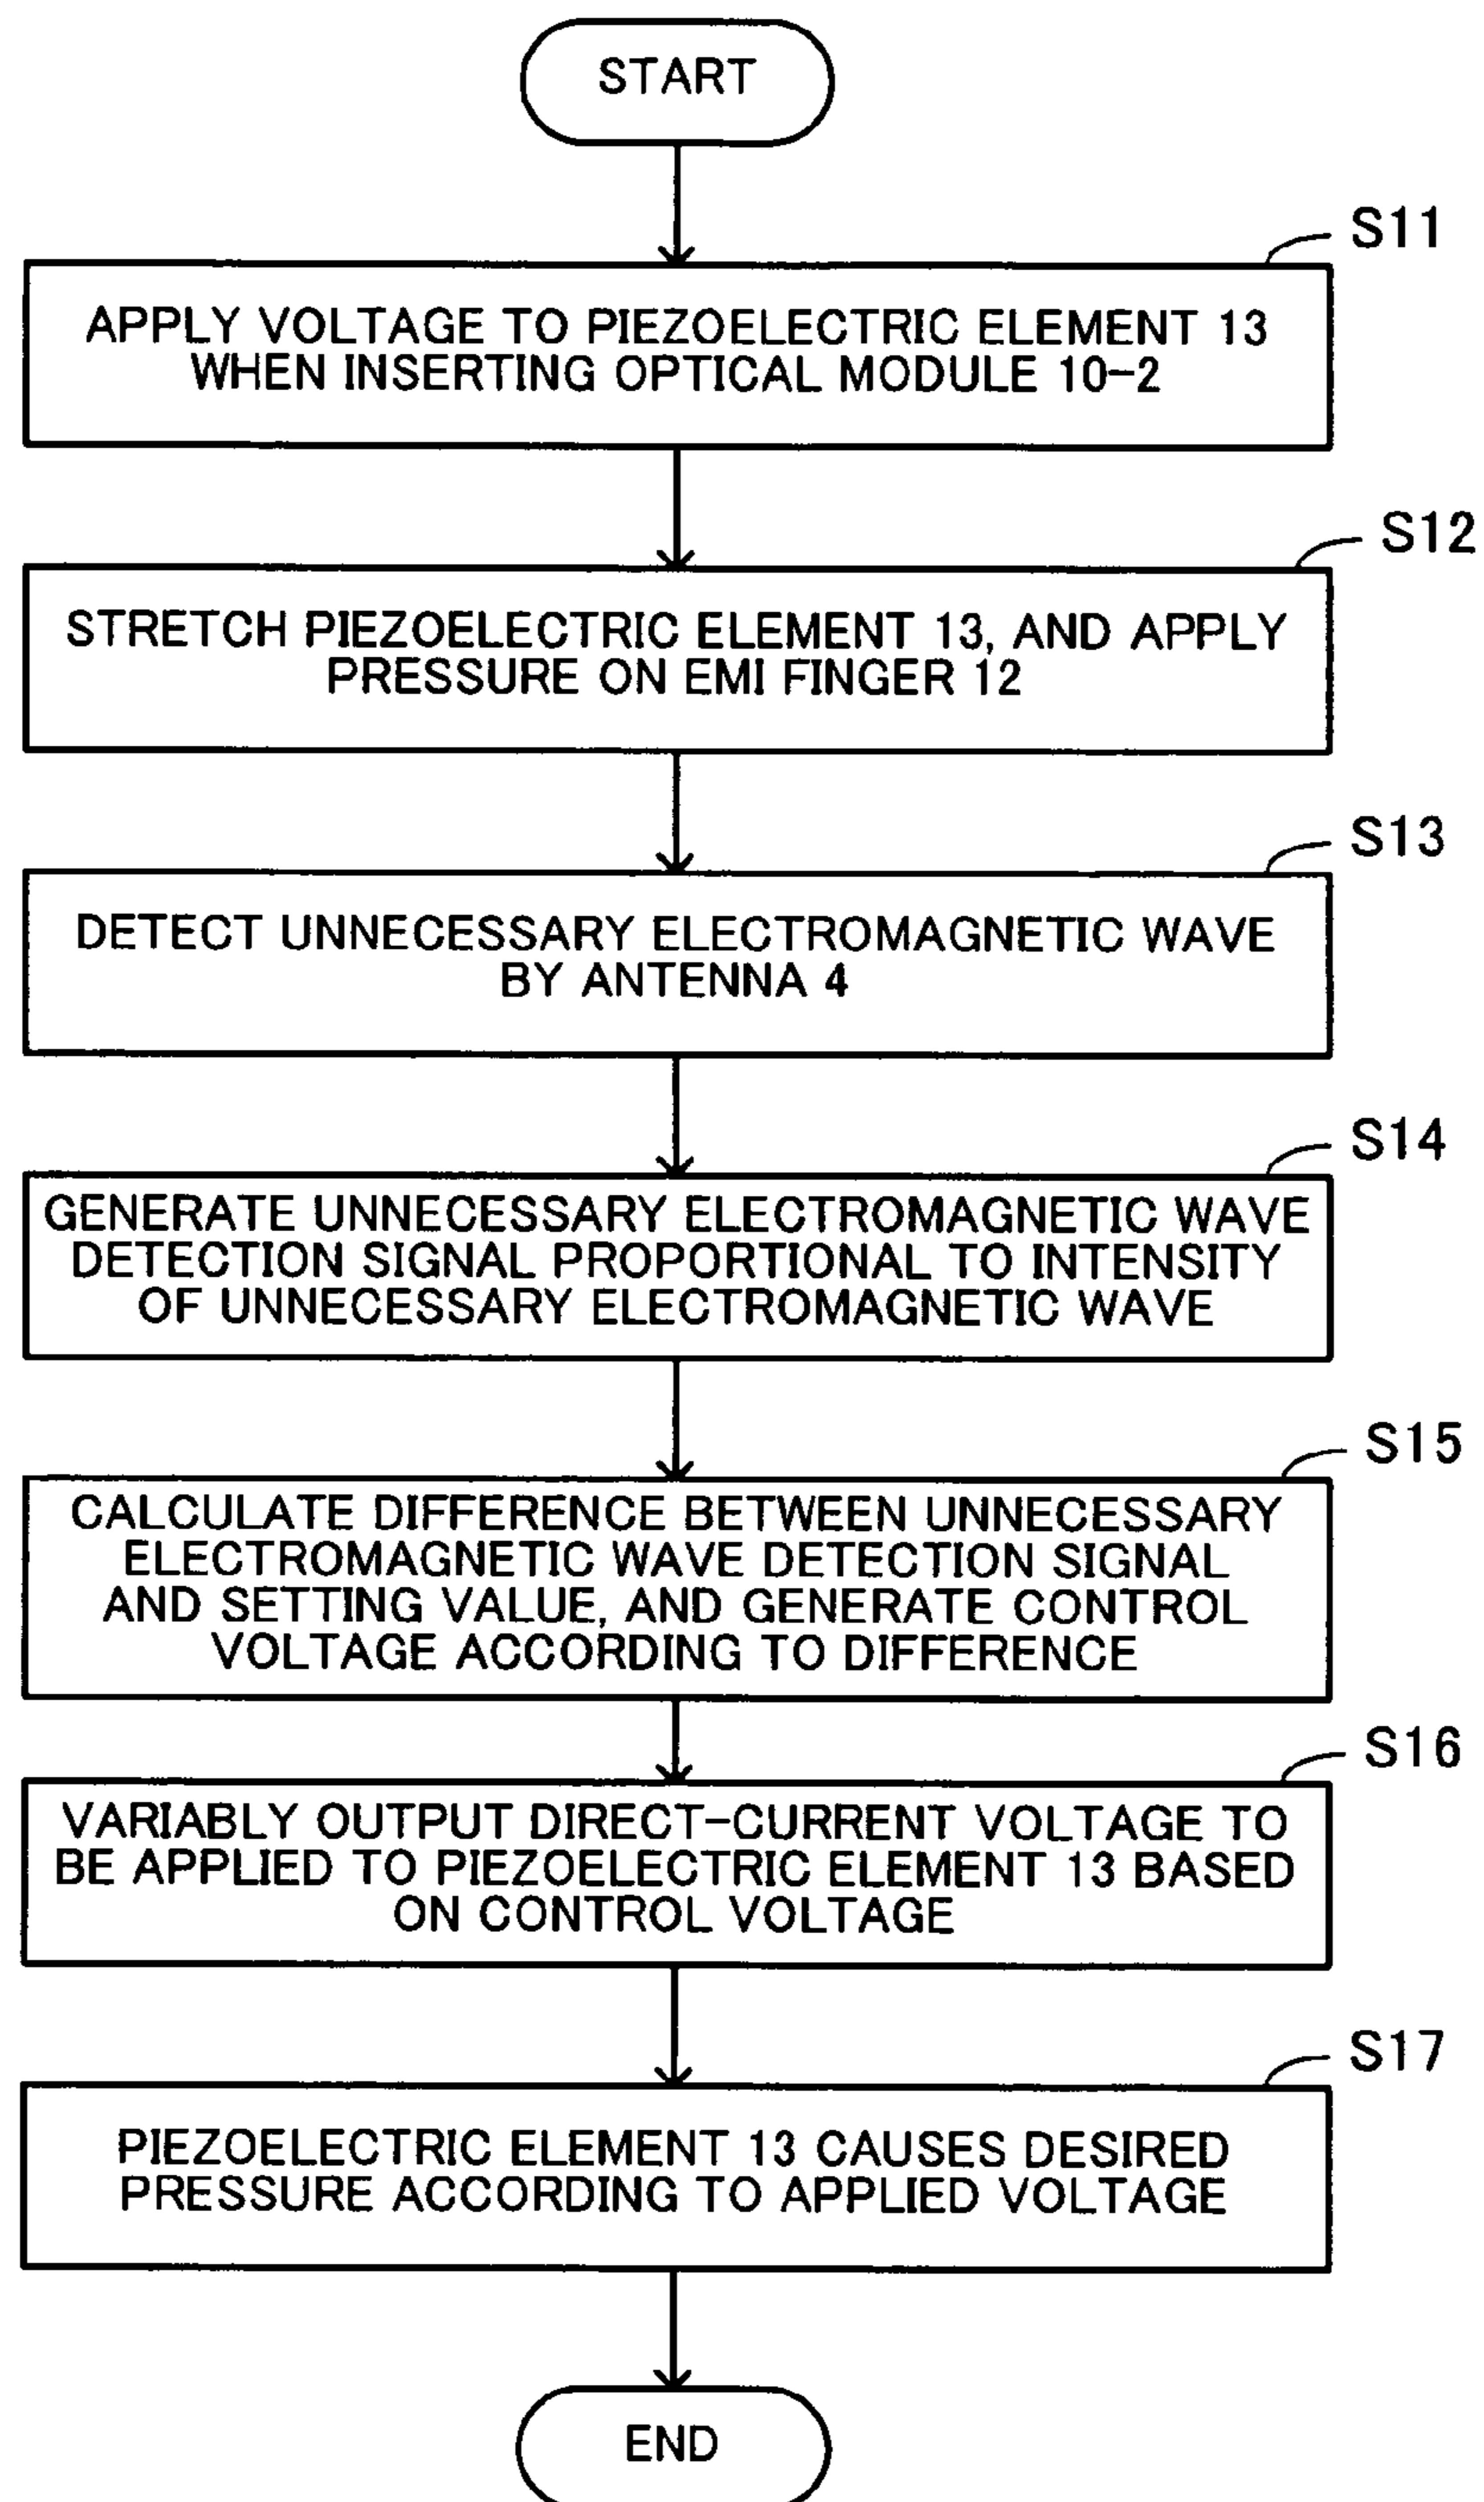 START
S11
APPLY VOLTAGE TO PIEZOELECTRIC ELEMENT 13
WHEN INSERTING OPTICAL MODULE 10-2
S12
STRETCH PIEZOELECTRIC ELEMENT 13, AND APPLY
PRESSURE ON EMI FINGER 12
S13
DETECT UNNECESSARY ELECTROMAGNETIC WAVE
BY ANTENNA 4
S14
GENERATE UNNECESSARY ELECTROMAGNETIC WAVE
DETECTION SIGNAL PROPORTIONAL TO INTENSITY
OF UNNECESSARY ELECTROMAGNETIC WAVE
S15
CALCULATE DIFFERENCE BETWEEN UNNECESSARY
ELECTROMAGNETIC WAVE DETECTION SIGNAL
AND SETTING VALUE, AND GENERATE CONTROL
VOLTAGE ACCORDING TO DIFFERENCE
S16
VARIABLY OUTPUT DIRECT-CURRENT VOLTAGE TO
BE APPLIED TO PIEZOELECTRIC ELEMENT 13 BASED
ON CONTROL VOLTAGE
S17
PIEZOELECTRIC ELEMENT 13 CAUSES DESIRED
PRESSURE ACCORDING TO APPLIED VOLTAGE
END